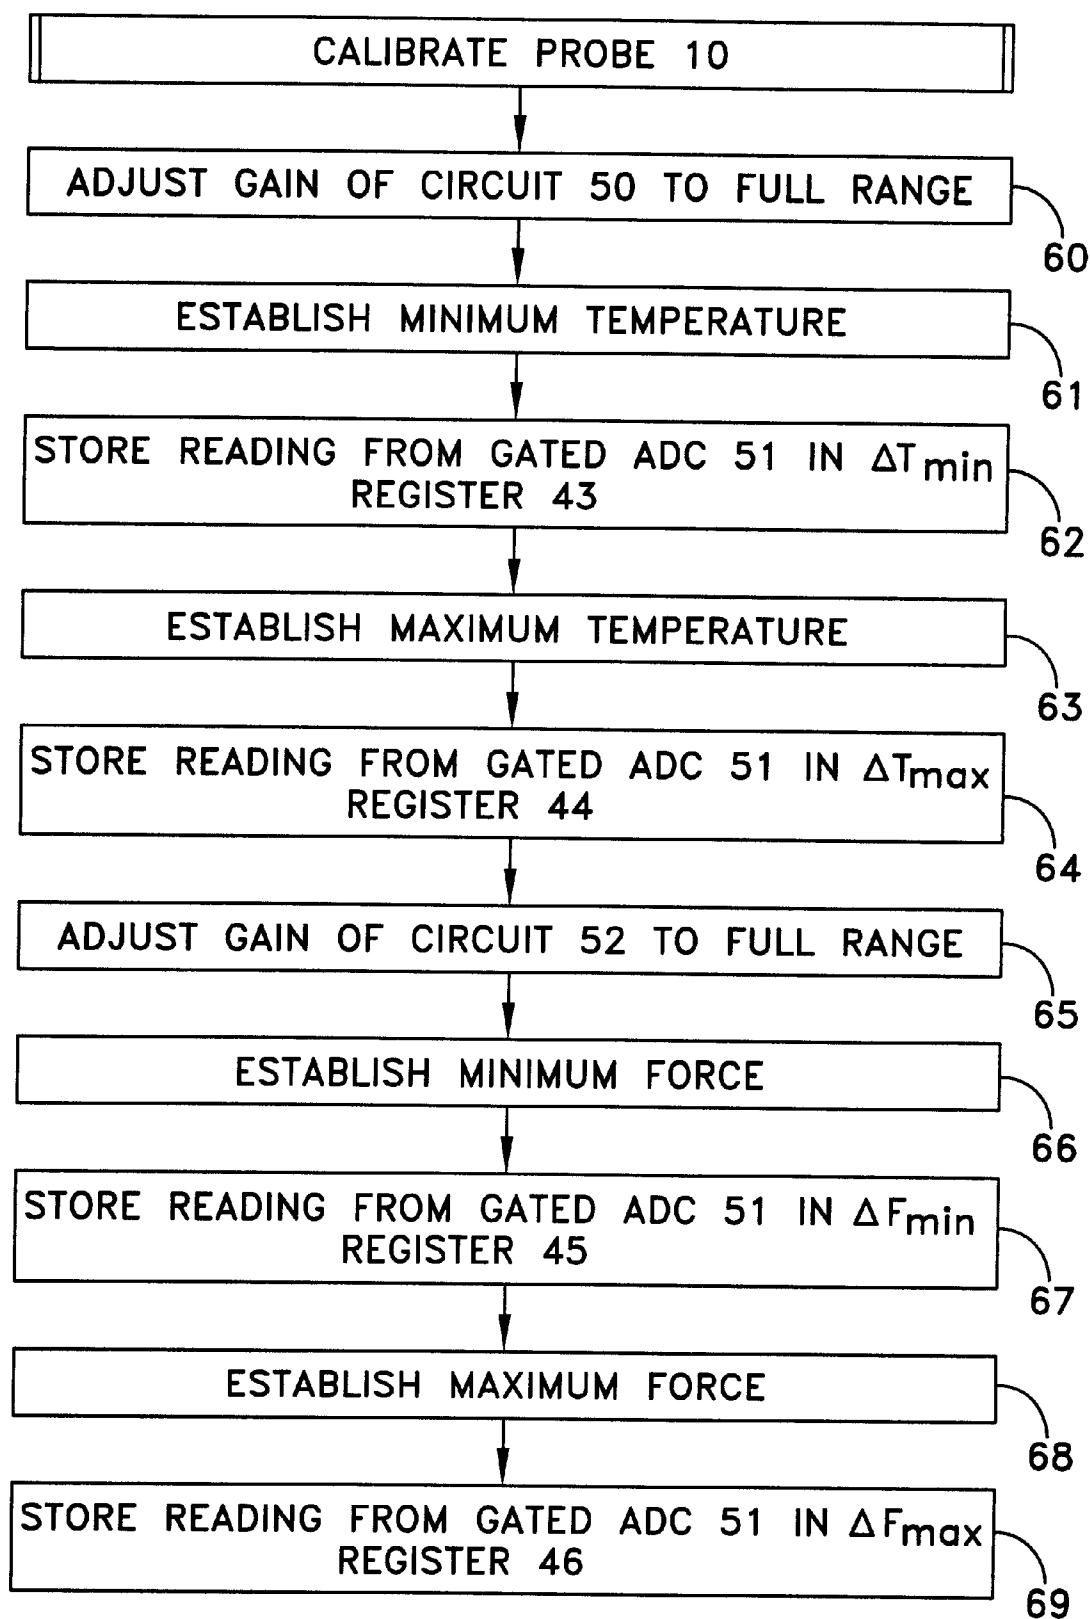 CALIBRATE PROBE 10
ADJUST GAIN OF CIRCUIT 50 TO FULL RANGE
60
ESTABLISH MINIMUM TEMPERATURE
61
STORE READING FROM GATED ADC 51 IN ΔTmin
REGISTER 43
62
ESTABLISH MAXIMUM TEMPERATURE
63
STORE READING FROM GATED ADC 51 IN ΔTmax
REGISTER 44
64
ADJUST GAIN OF CIRCUIT 52 TO FULL RANGE
65
ESTABLISH MINIMUM FORCE
66
STORE READING FROM GATED ADC 51 IN ΔFmin
REGISTER 45
67
ESTABLISH MAXIMUM FORCE
68
STORE READING FROM GATED ADC 51 IN ΔFmax
REGISTER 46
69